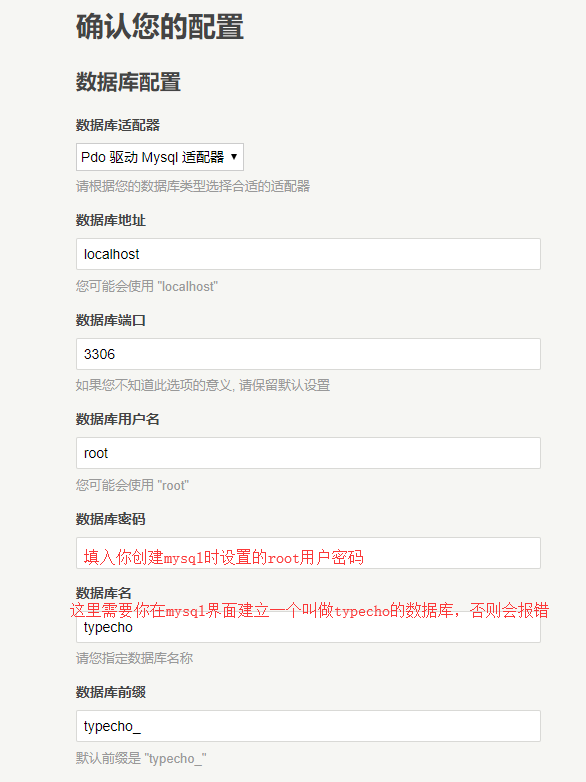 确认您的配置
数据库配置
数据库适配器
Pdo 驱动 Mysql 适配器
请根据您的数据库类型选择合适的适配器
数据库地址
localhost
您可能会使用 "localhost"
数据库端口
3306
如果您不知道此选项的意义, 请保留默认设置
数据库用户名
root
您可能会使用 "root"
数据库密码
填入你创建mysql时设置的root用户密码
数据库名
这里需要你在mysql界面建立一个叫做typecho的数据库，否则会报错
typecho
请您指定数据库名称
数据库前缀
typecho_
默认前缀是 "typecho_"